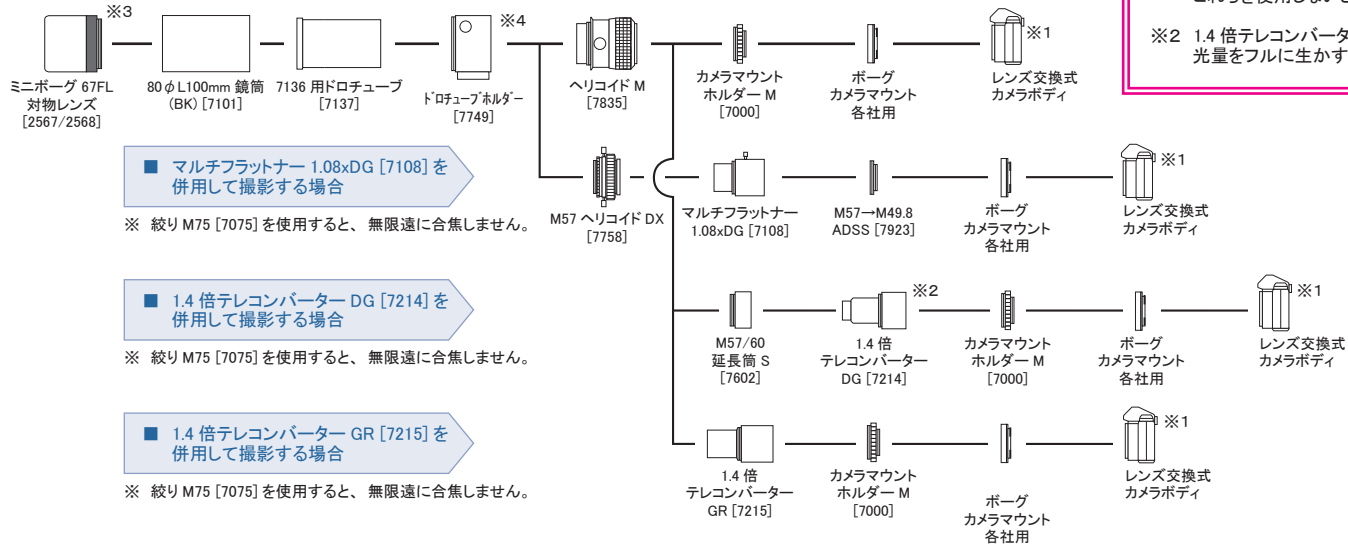 これらを使用しない
※2 1.4 倍テレコンバータ
光量をフルに生かす
※3
ミニボーグ 67FL
対物レンズ
[2567/2568]
80φL100mm 鏡筒
(BK) [7101]
7136 用ドロチューブ
[7137]
※4
ドロチューブホルダー
[7749]
ヘリコイド M
[7835]
カメラマウント
ホルダー M
[7000]
ボーグ
カメラマウント
各社用
※1
レンズ交換式
カメラボディ
■ マルチフラットナー 1.08xDG [7108] を
併用して撮影する場合
※ 絞り M75 [7075] を使用すると、無限遠に合焦しません。
M57 ヘリコイド DX
[7758]
マルチフラットナー
1.08xDG [7108]
M57→M49.8
ADSS [7923]
ボーグ
カメラマウント
各社用
※1
レンズ交換式
カメラボディ
■ 1.4 倍テレコンバーター DG [7214] を
併用して撮影する場合
※ 絞り M75 [7075] を使用すると、無限遠に合焦しません。
M57/60
延長筒 S
[7602]
※2
1.4 倍
テレコンバーター
DG [7214]
カメラマウント
ホルダー M
[7000]
ボーグ
カメラマウント
各社用
※1
レンズ交換式
カメラボディ
■ 1.4 倍テレコンバーター GR [7215] を
併用して撮影する場合
※ 絞り M75 [7075] を使用すると、無限遠に合焦しません。
1.4 倍
テレコンバーター
GR [7215]
カメラマウント
ホルダー M
[7000]
ボーグ
カメラマウント
各社用
※1
レンズ交換式
カメラボディ